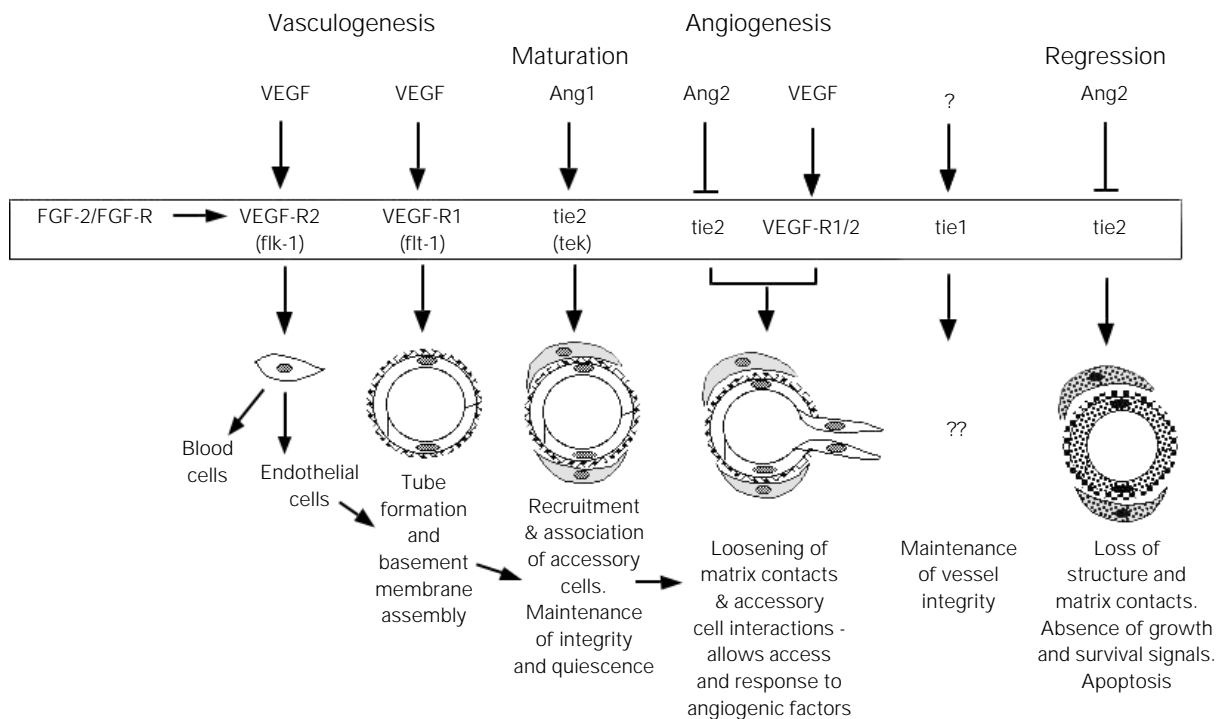 Vasculogenesis
Angiogenesis
Maturation
Regression
VEGF
VEGF
Ang1
Ang2
VEGF
?
Ang2
FGF-2/FGF-R
VEGF-R2
(flk-1)
VEGF-R1
(flt-1)
tie2
(tek)
tie2
VEGF-R1/2
tie1
tie2
Blood
cells
Endothelial
cells
Tube
formation
and
basement
membrane
assembly
Recruitment
& association
of accessory
cells.
Maintenance
of integrity
and quiescence
Loosening of
matrix contacts
& accessory
cell interactions -
allows access
and response to
angiogenic factors
??
Maintenance
of vessel
integrity
Loss of
structure and
matrix contacts.
Absence of growth
and survival signals.
Apoptosis